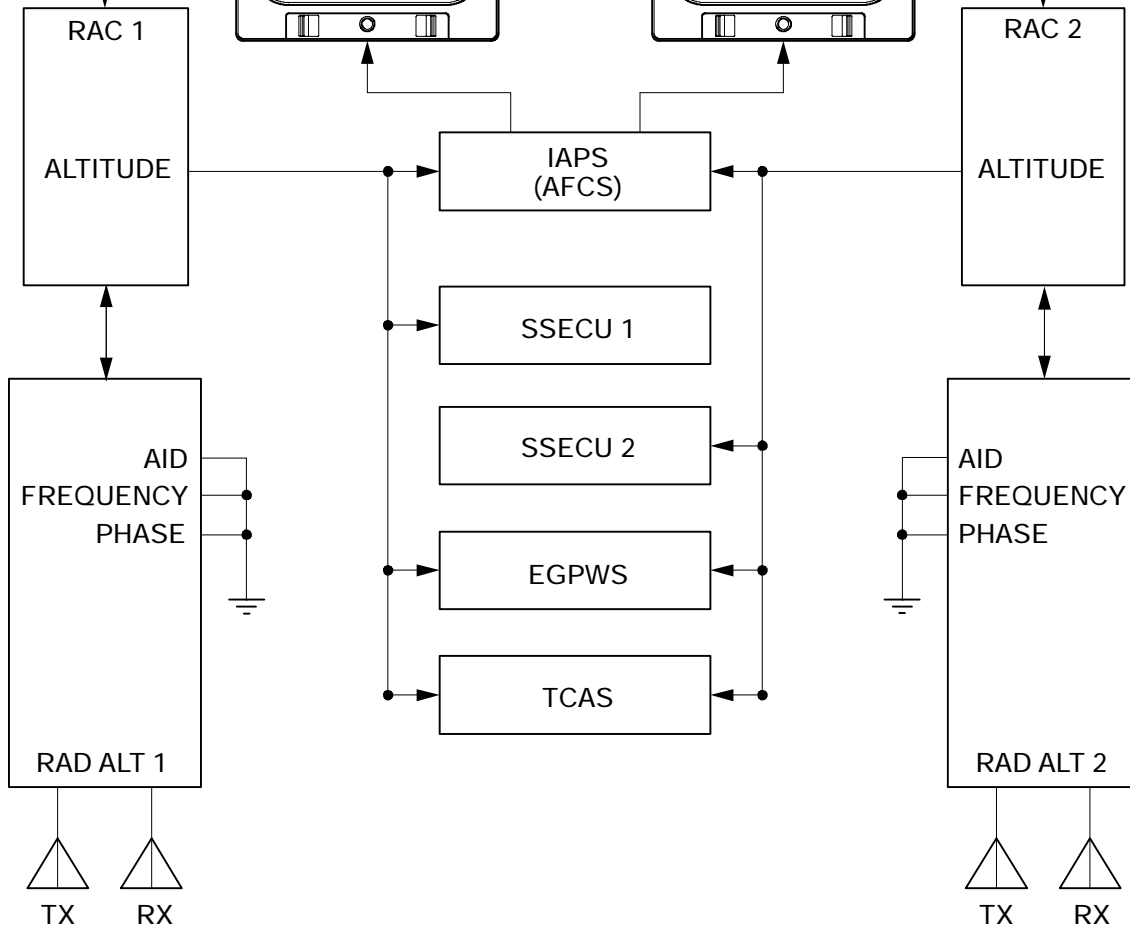 RAC 1
RAC 2
IAPS
(AFCS)
ALTITUDE
ALTITUDE
SSECU 1
SSECU 2
AID
FREQUENCY
PHASE
AID
FREQUENCY
PHASE
EGPWS
TCAS
RAD ALT 1
RAD ALT 2
TX
RX
TX
RX